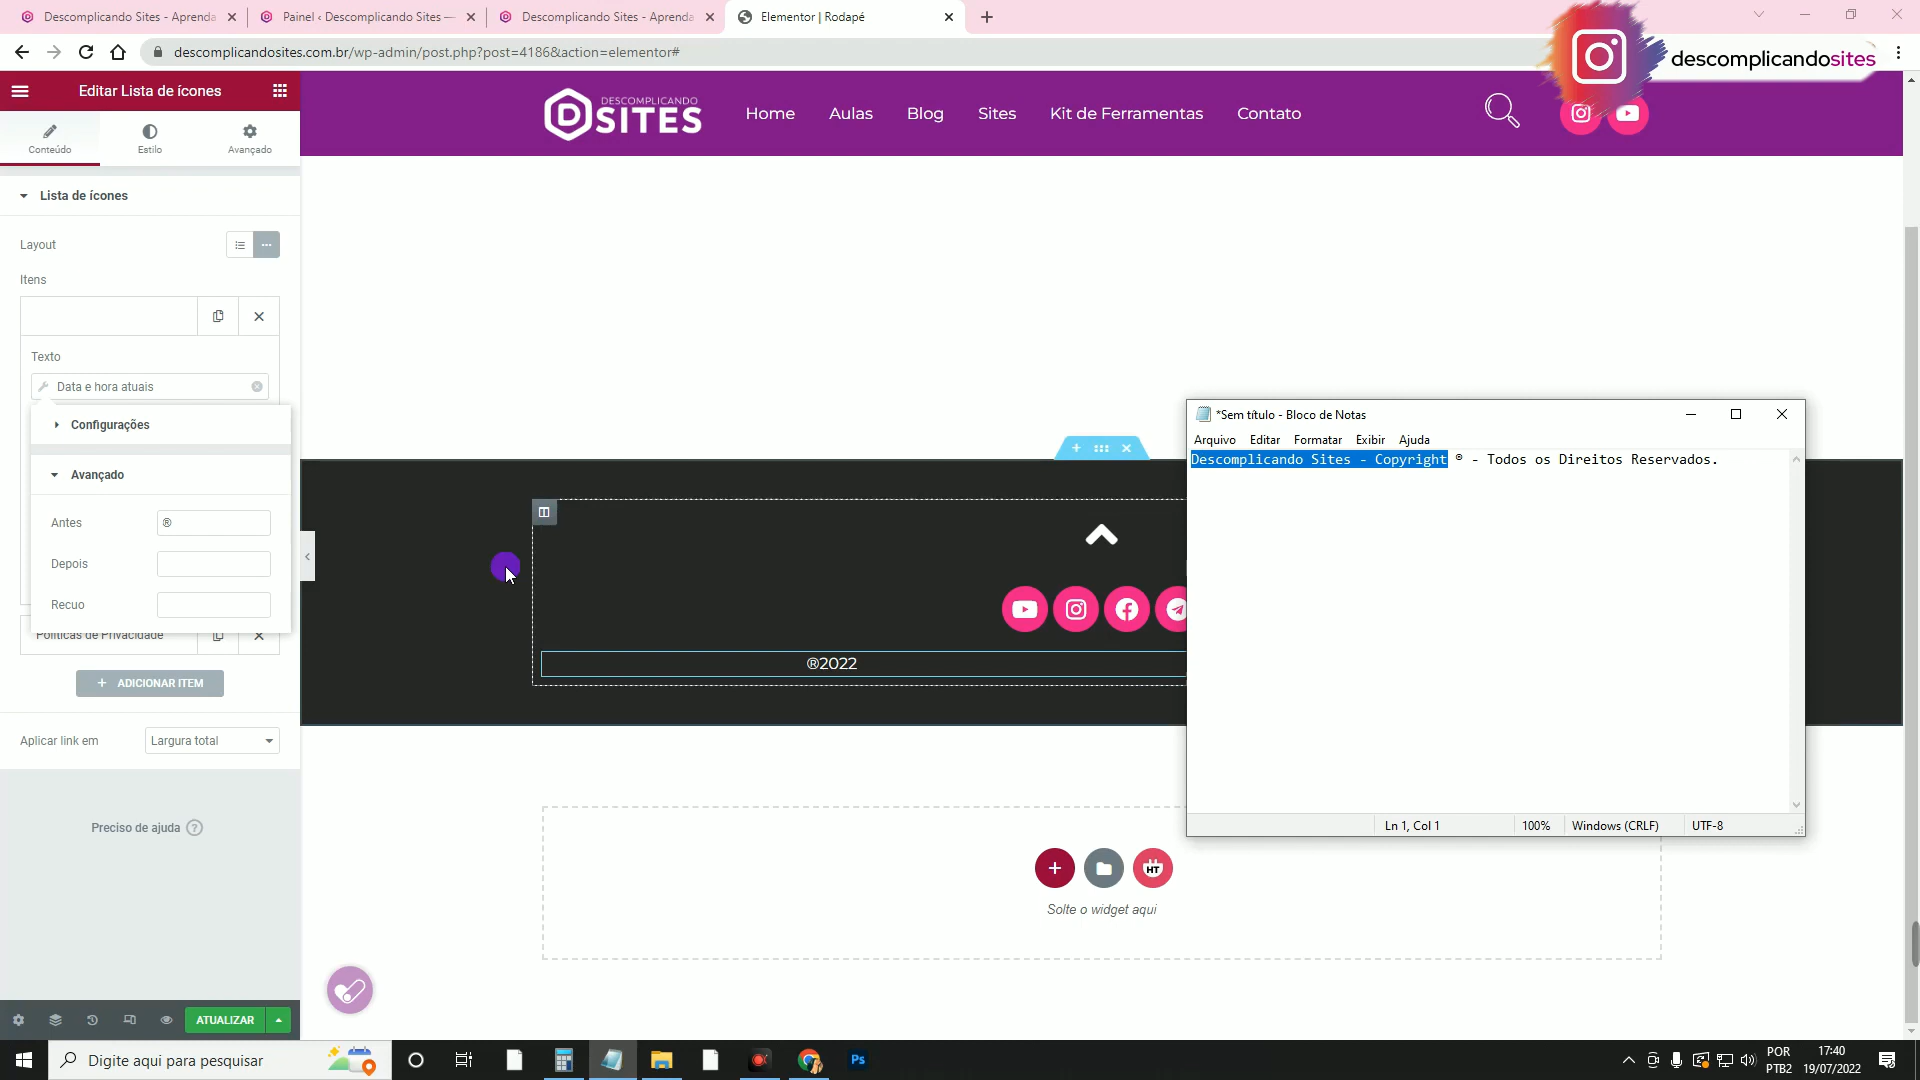 Descomplicando Sites - Aprenda
Painel ‹ Descomplicando Sites —
Descomplicando Sites - Aprenda
Elementor | Rodapé
descomplicandosites.com.br/wp-admin/post.php?post=4186&action=elementor#
descomplicandosites
Editar Lista de ícones
DESCOMPLICANDO
SITES
Home
Aulas
Blog
Sites
Kit de Ferramentas
Contato
Conteúdo
Estilo
Avançado
Lista de ícones
Layout
Itens
Texto
Data e hora atuais
Configurações
Avançado
Antes
®
Depois
Recuo
Políticas de Privacidade
ADICIONAR ITEM
Aplicar link em
Largura total
Preciso de ajuda ?
ATUALIZAR
®2022
*Sem título - Bloco de Notas
Arquivo Editar Formatar Exibir Ajuda
Descomplicando Sites - Copyright ® - Todos os Direitos Reservados.
Ln 1, Col 1
100%
Windows (CRLF)
UTF-8
HT
Solte o widget aqui
Digite aqui para pesquisar
Ps
POR
PTB2
17:40
19/07/2022